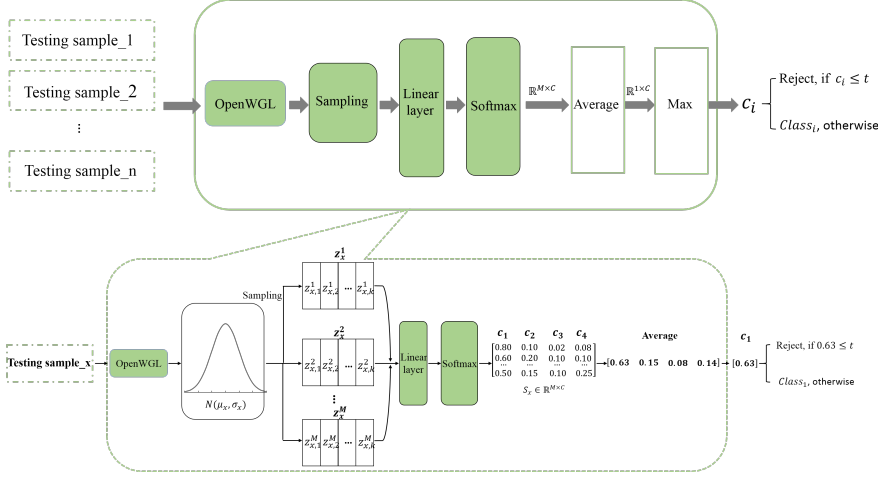 Testing sample_1
Testing sample_2
⋮
Testing sample_n
OpenWGL
Sampling
Linear
layer
Softmax
ℝ^{M×C}
Average
ℝ^{1×C}
Max
c_i
Reject, if c_i ≤ t
Class_i, otherwise
Testing sample_x
OpenWGL
N(μ_x, σ_x)
Sampling
z_x^1
z_{x,1}^1 z_{x,2}^1 ... z_{x,k}^1
z_x^2
z_{x,1}^2 z_{x,2}^2 ... z_{x,k}^2
⋮
z_x^M
z_{x,1}^M z_{x,2}^M ... z_{x,k}^M
Linear
layer
Softmax
c_1 c_2 c_3 c_4
0.80 0.10 0.02 0.08
0.60 0.20 0.10 0.10
... ... ... ...
0.50 0.15 0.10 0.25
S_x ∈ ℝ^{M×C}
Average
[0.63 0.15 0.08 0.14]
c_1
[0.63]
Reject, if 0.63 ≤ t
Class_1, otherwise